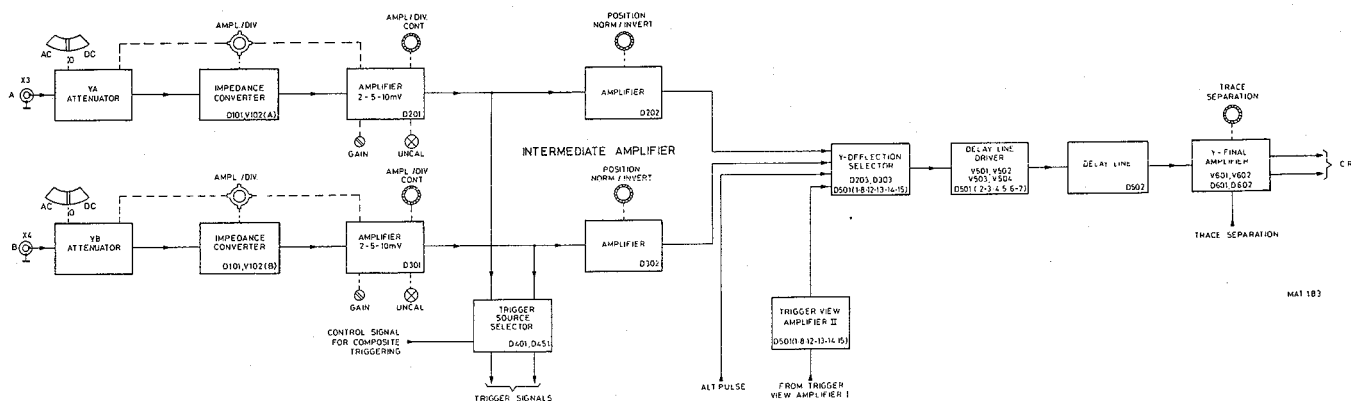 AC DC
AMPL/DIV
AMPL/DIV.
CONT
POSITION
NORM/INVERT
X3
A
YA
ATTENUATOR
IMPEDANCE
CONVERTER
D101,V102(A)
AMPLIFIER
2-5-10mV
D201
GAIN
UNCAL
AMPLIFIER
D202
INTERMEDIATE AMPLIFIER
AC DC
0
AMPL/DIV.
AMPL/DIV
CONT
POSITION
NORM/INVERT
X4
B
YB
ATTENUATOR
IMPEDANCE
CONVERTER
D101,V102(B)
AMPLIFIER
2-5-10mV
D301
GAIN
UNCAL
AMPLIFIER
D302
TRIGGER
SOURCE
SELECTOR
D401,D451
CONTROL SIGNAL
FOR COMPOSITE
TRIGGERING
TRIGGER SIGNALS
Y-DEFLECTION
SELECTOR
D203,D303
D501(1-8-12-13-14-15)
DELAY LINE
DRIVER
V501,V502
V503,V504
D501(2-3-4-5-6-7)
DELAY LINE
D502
TRACE
SEPARATION
Y-FINAL
AMPLIFIER
V601,V602
D601,D602
CR
TRACE SEPARATION
TRIGGER VIEW
AMPLIFIER II
D501(1-8-12-13-14-15)
ALT PULSE
FROM TRIGGER
VIEW AMPLIFIER I
MAT 183